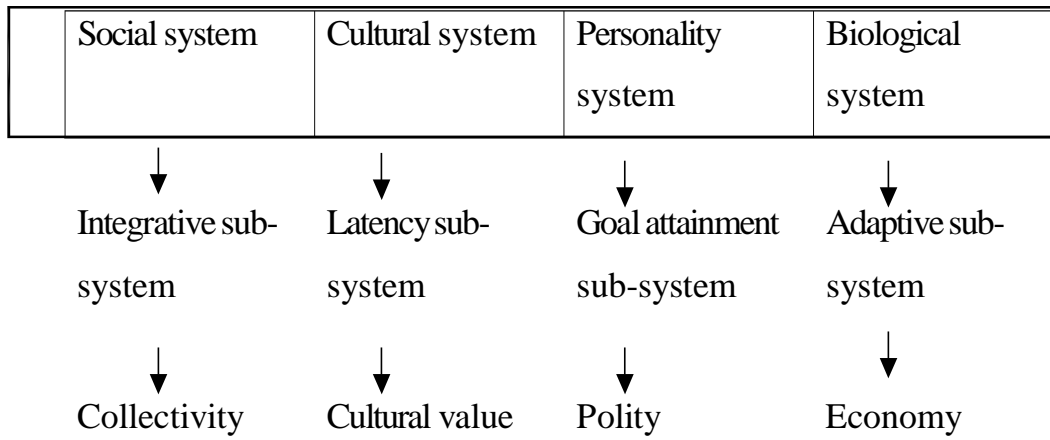 Social system Cultural system Personality system Biological system
Integrative sub-system Latency sub-system Goal attainment sub-system Adaptive sub-system
Collectivity Cultural value Polity Economy